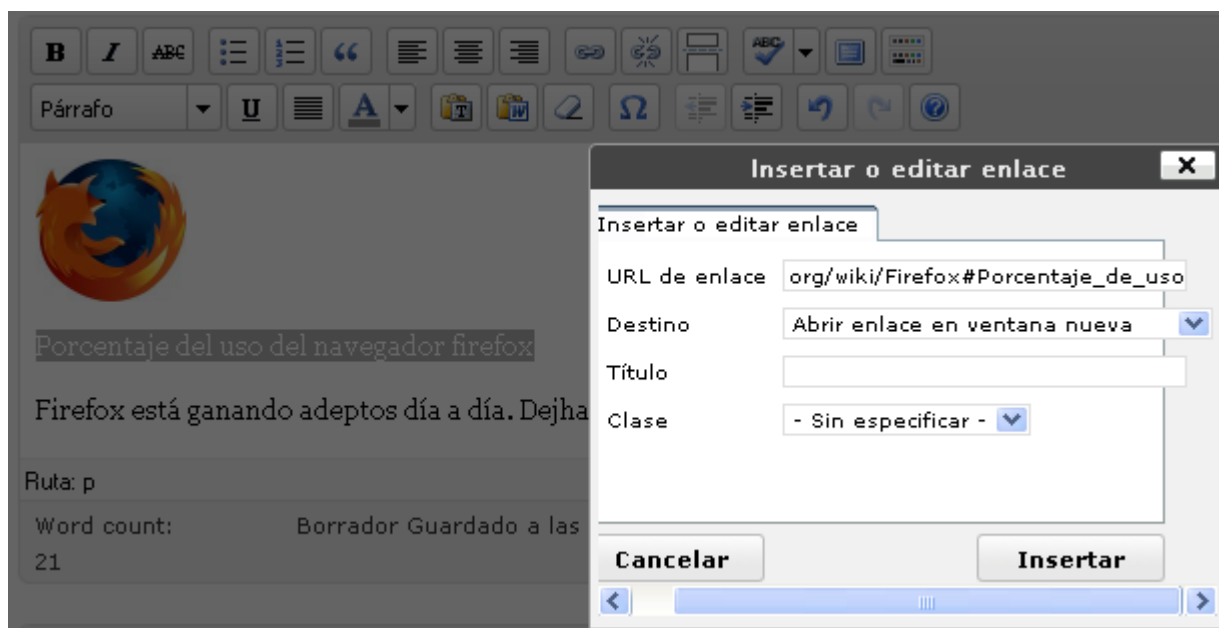 B I ABC ABC
Párrafo U A T W Ω
Insertar o editar enlace X
Insertar o editar enlace
URL de enlace org/wiki/Firefox#Porcentaje_de_uso
Destino Abrir enlace en ventana nueva
Título
Clase - Sin especificar -
Cancelar Insertar
Porcentaje del uso del navegador firefox
Firefox está ganando adeptos día a día. Dejha
Ruta: p
Word count: Borrador Guardado a las
21